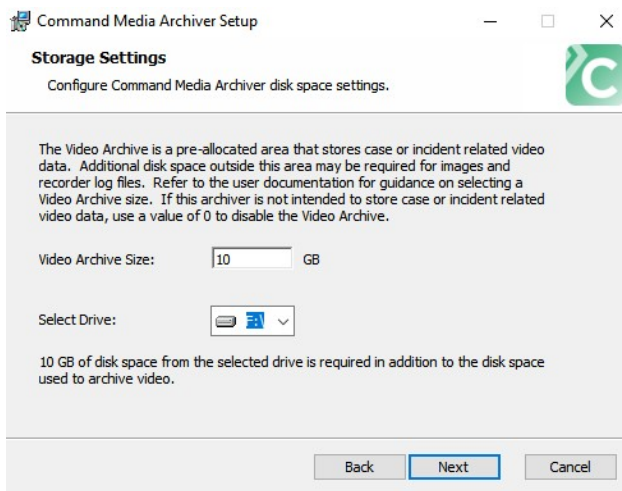 Command Media Archiver Setup
Storage Settings
Configure Command Media Archiver disk space settings.
The Video Archive is a pre-allocated area that stores case or incident related video
data. Additional disk space outside this area may be required for images and
recorder log files. Refer to the user documentation for guidance on selecting a
Video Archive size. If this archiver is not intended to store case or incident related
video data, use a value of 0 to disable the Video Archive.
Video Archive Size: 10 GB
Select Drive: F:\
10 GB of disk space from the selected drive is required in addition to the disk space
used to archive video.
Back Next Cancel